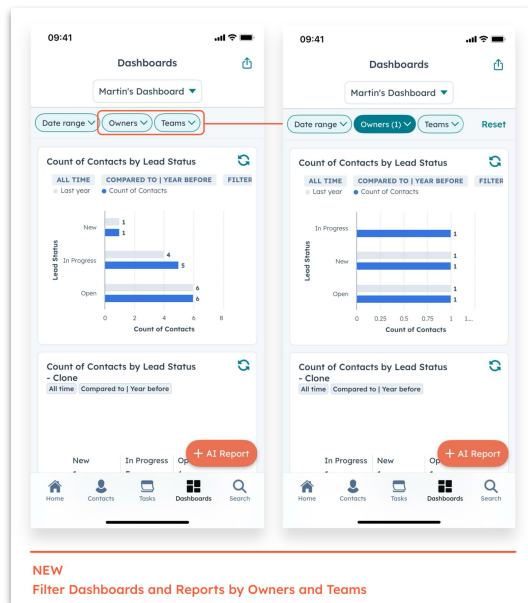 09:41
Dashboards
Martin's Dashboard
Date range
Owners
Teams
Count of Contacts by Lead Status
ALL TIME
COMPARED TO | YEAR BEFORE
FILTER
Last year
Count of Contacts
Lead Status
New
1
1
In Progress
4
5
Open
6
6
0 2 4 6 8
Count of Contacts
Count of Contacts by Lead Status
- Clone
All time
Compared to | Year before
New
In Progress
+ AI Report
Home
Contacts
Tasks
Dashboards
Search
09:41
Dashboards
Martin's Dashboard
Date range
Owners (1)
Teams
Reset
Count of Contacts by Lead Status
ALL TIME
COMPARED TO | YEAR BEFORE
FILTER
Last year
Count of Contacts
Lead Status
In Progress
1
New
1
1
Open
1
1
0 0.25 0.5 0.75 1 1...
Count of Contacts
Count of Contacts by Lead Status
- Clone
All time
Compared to | Year before
In Progress
New
+ AI Report
Home
Contacts
Tasks
Dashboards
Search
NEW
Filter Dashboards and Reports by Owners and Teams